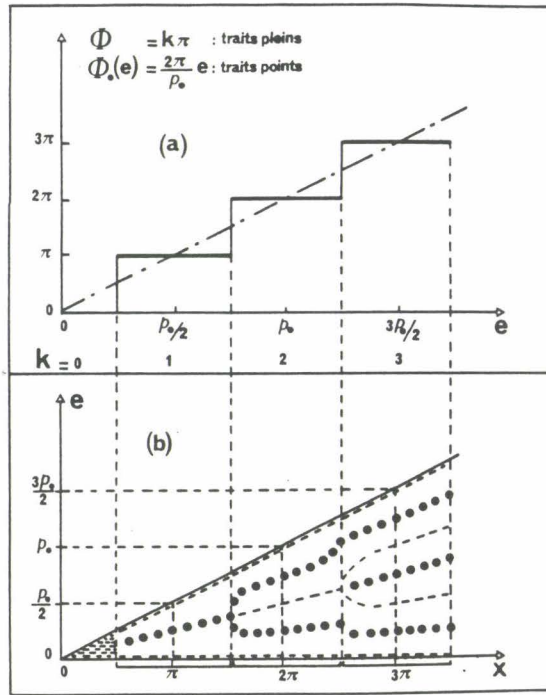 Φ = kπ : traits pleins
Φ₀(e) = 2π/p₀ e : traits points
(a)
3π
2π
π
0
0 p₀/2 p₀ 3p₀/2 e
k = 0 1 2 3
e
(b)
3p₀/2
p₀
p₀/2
0
π 2π 3π x